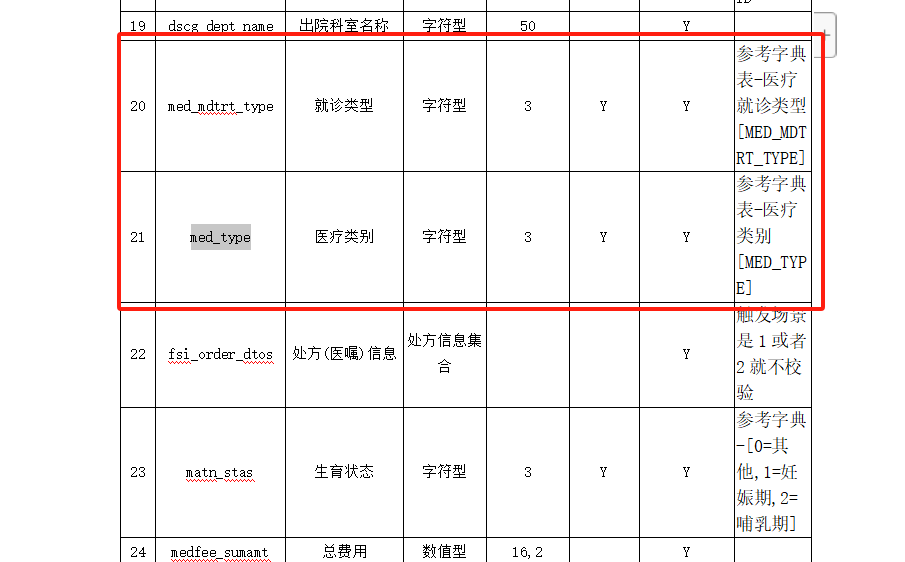 ID
19 dscg_dept_name 出院科室名称 字符型 50 Y
20 med_mdtrt_type 就诊类型 字符型 3 Y Y 参考字典
表-医疗
就诊类型
[MED_MDT
RT_TYPE]
21 med_type 医疗类别 字符型 3 Y Y 参考字典
表-医疗
类别
[MED_TYP
E]
22 fsi_order_dtos 处方(医嘱)信息 处方信息集
合 Y 触发场景
是 1 或者
2 就不校
验
23 matn_stas 生育状态 字符型 3 Y Y 参考字典
-[0=其
他,1=妊
娠期,2=
哺乳期]
24 medfee_sumamt 总费用 数值型 16,2 Y